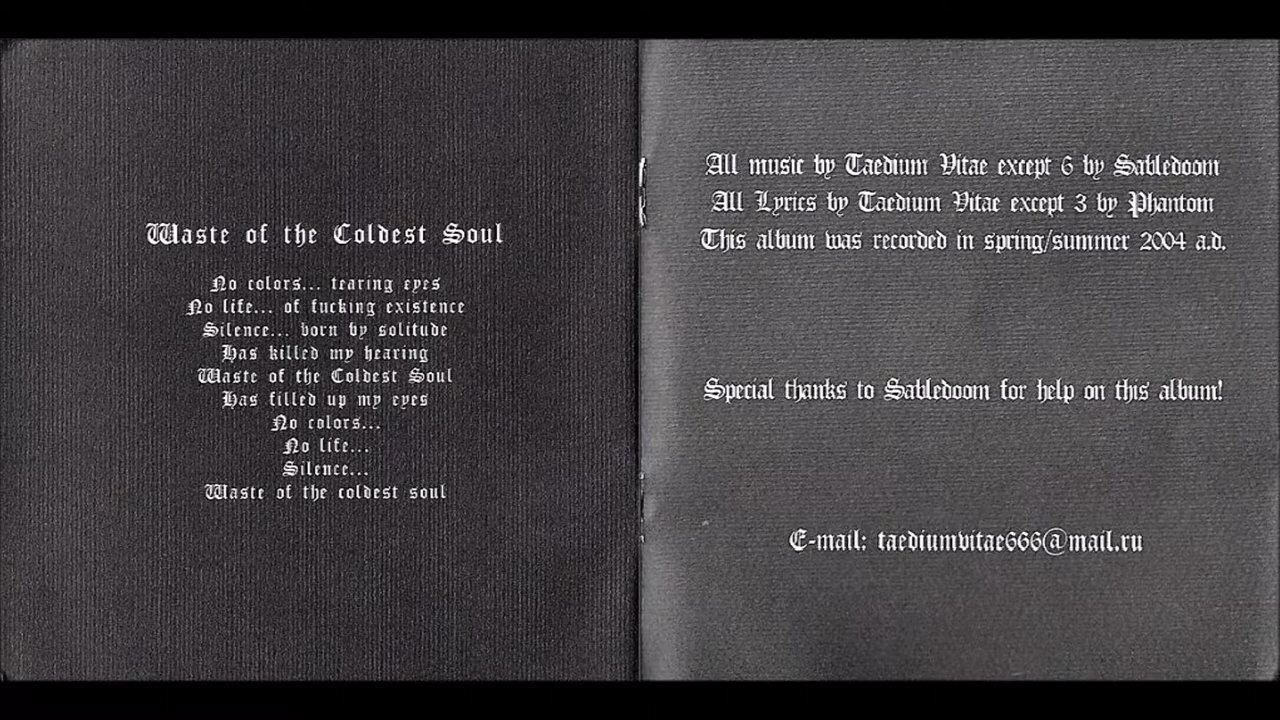 Waste of the Coldest Soul
No colors... tearing eyes
No life... of fucking existence
Silence... born by solitude
Has killed my hearing
Waste of the Coldest Soul
Has filled up my eyes
No colors...
No life...
Silence...
Waste of the coldest soul
All music by Taedium Vitae except 6 by Sabledoom
All Lyrics by Taedium Vitae except 3 by Phantom
This album was recorded in spring/summer 2004 a.d.
Special thanks to Sabledoom for help on this album!
E-mail: taediumvitae666@mail.ru